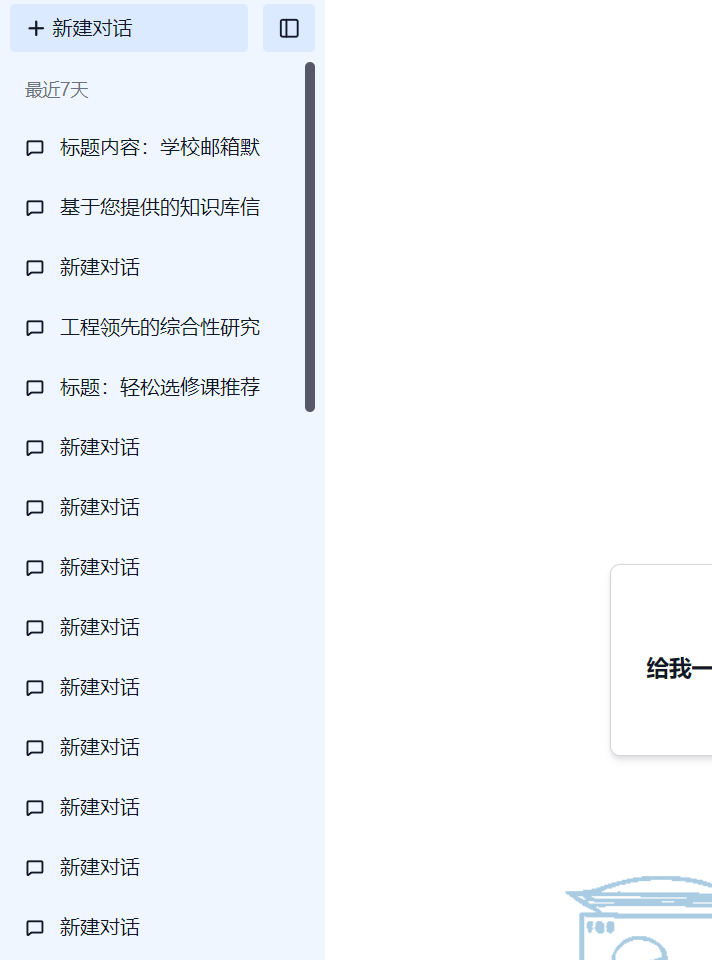 新建对话
最近7天
标题内容：学校邮箱默
基于您提供的知识库信
新建对话
工程领先的综合性研究
标题：轻松选修课推荐
新建对话
新建对话
新建对话
新建对话
给我一
新建对话
新建对话
新建对话
新建对话
新建对话